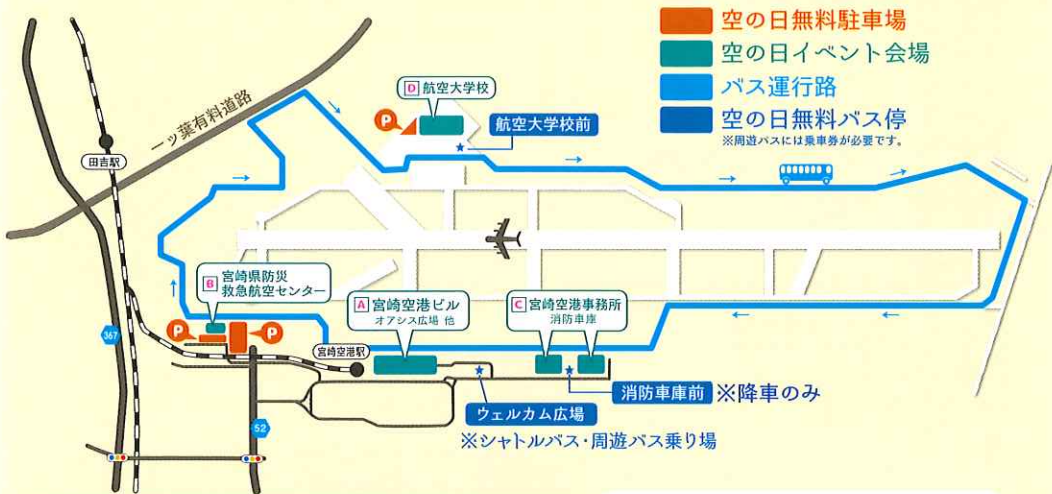 空の日無料駐車場
空の日イベント会場
バス運行路
空の日無料バス停
※周遊バスには乗車券が必要です。
一ッ葉有料道路
D 航空大学校
P
航空大学校前
田吉駅
B 宮崎県防災
救急航空センター
A 宮崎空港ビル
オアシス広場 他
C 宮崎空港事務所
消防車庫
P
P
367
宮崎空港駅
消防車庫前 ※降車のみ
ウェルカム広場
52
※シャトルバス・周遊バス乗り場